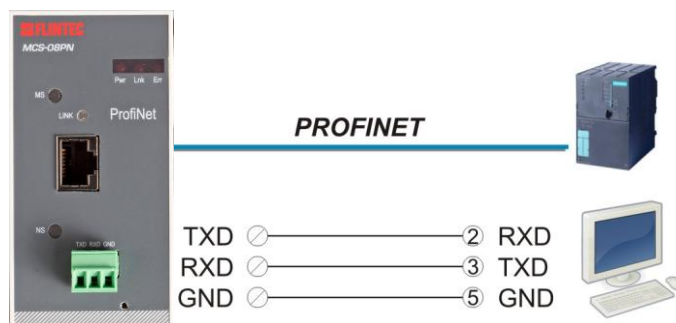 FLINTEC
MCS-08PN
Pwr Lnk Err
MS
LINK
ProfiNet
PROFINET
NS
TXD RXD GND
TXD 2 RXD
RXD 3 TXD
GND 5 GND